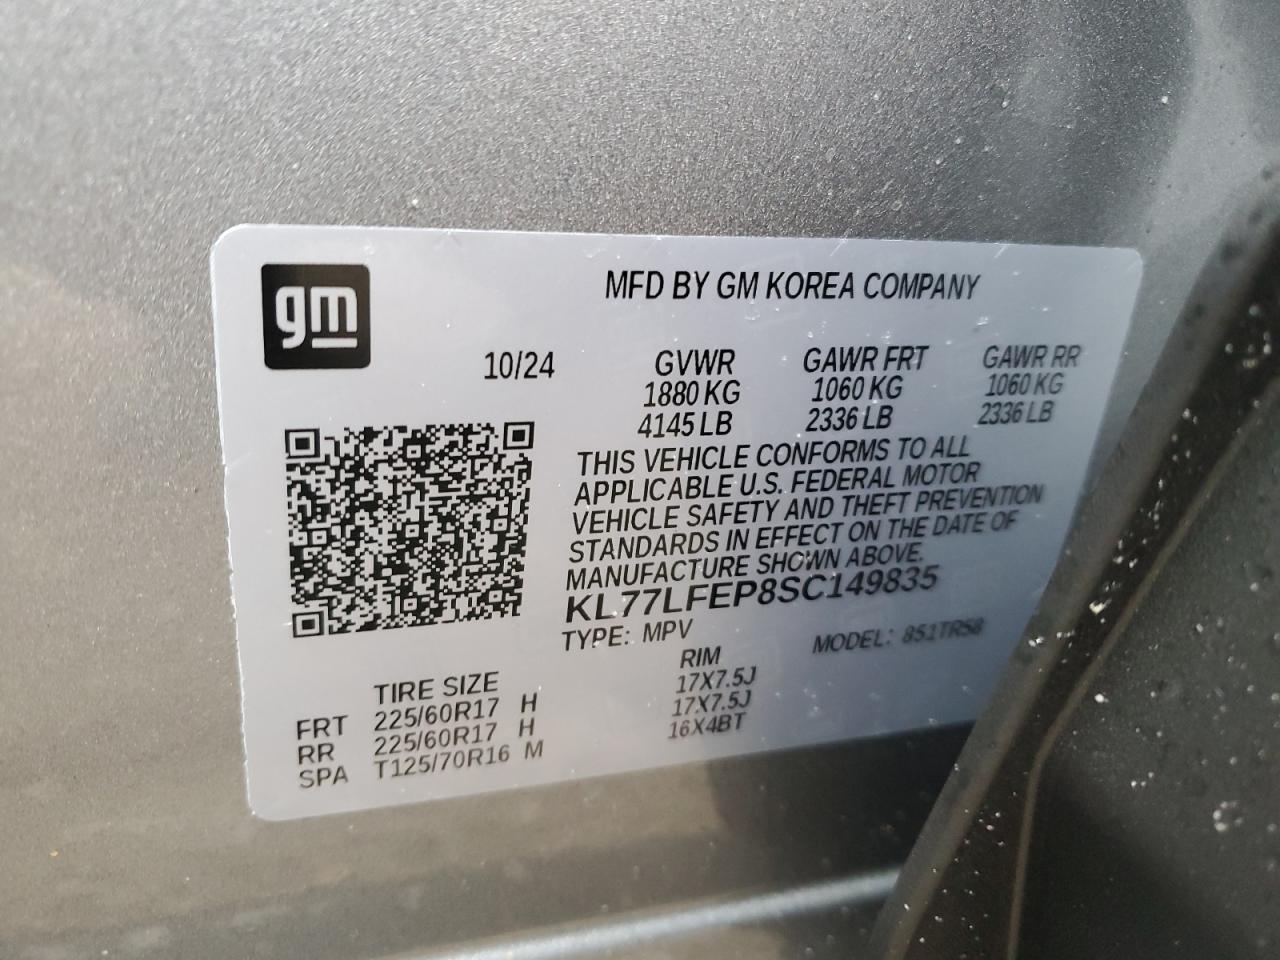 gm
MFD BY GM KOREA COMPANY
10/24 GVWR GAWR FRT GAWR RR
1880 KG 1060 KG 1060 KG
4145 LB 2336 LB 2336 LB
THIS VEHICLE CONFORMS TO ALL
APPLICABLE U.S. FEDERAL MOTOR
VEHICLE SAFETY AND THEFT PREVENTION
STANDARDS IN EFFECT ON THE DATE OF
MANUFACTURE SHOWN ABOVE.
KL77LFEP8SC149835
TYPE: MPV MODEL: 851TR58
TIRE SIZE RIM
FRT 225/60R17 H 17X7.5J
RR 225/60R17 H 17X7.5J
SPA T125/70R16 M 16X4BT